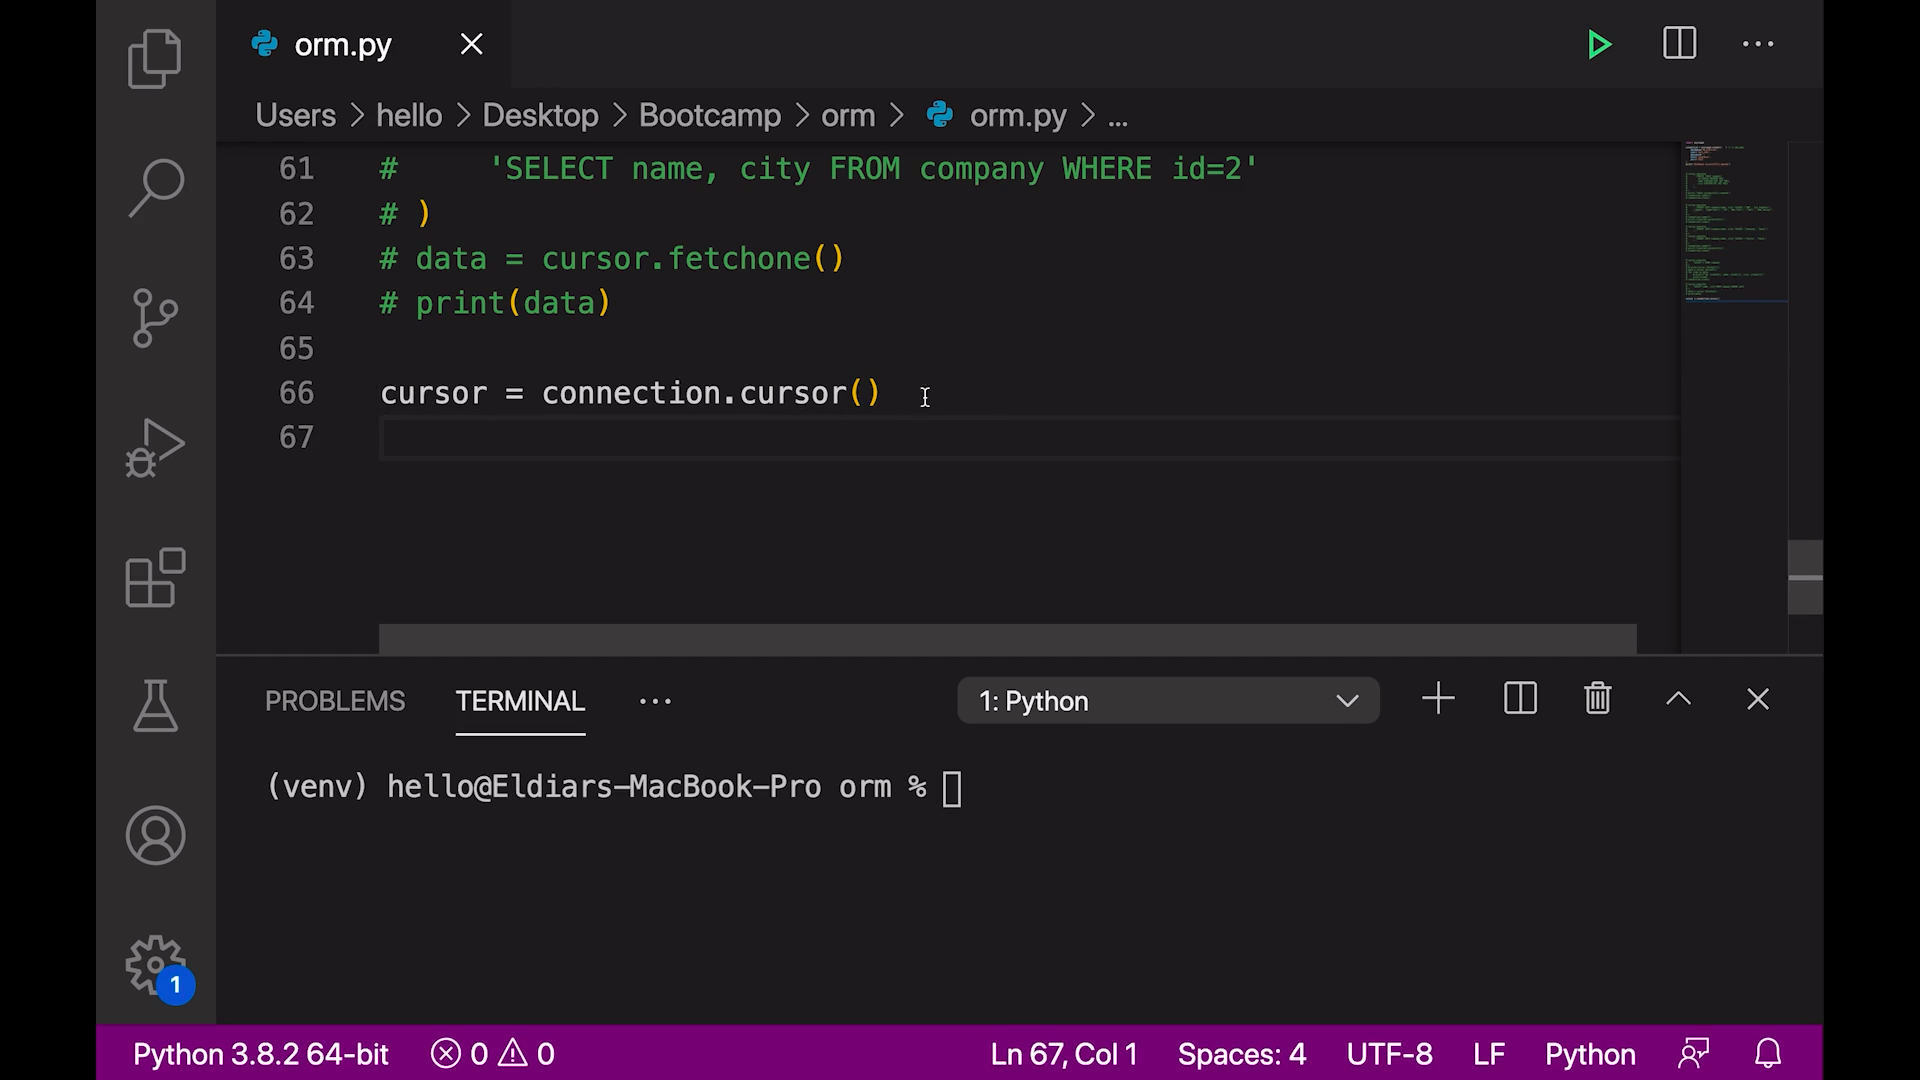 orm.py
Users > hello > Desktop > Bootcamp > orm > orm.py > ...
61 #     'SELECT name, city FROM company WHERE id=2'
62 # )
63 # data = cursor.fetchone()
64 # print(data)
65
66 cursor = connection.cursor()
67
PROBLEMS TERMINAL ... 1: Python
(venv) hello@Eldiars-MacBook-Pro orm %
1
Python 3.8.2 64-bit 0 0 Ln 67, Col 1 Spaces: 4 UTF-8 LF Python